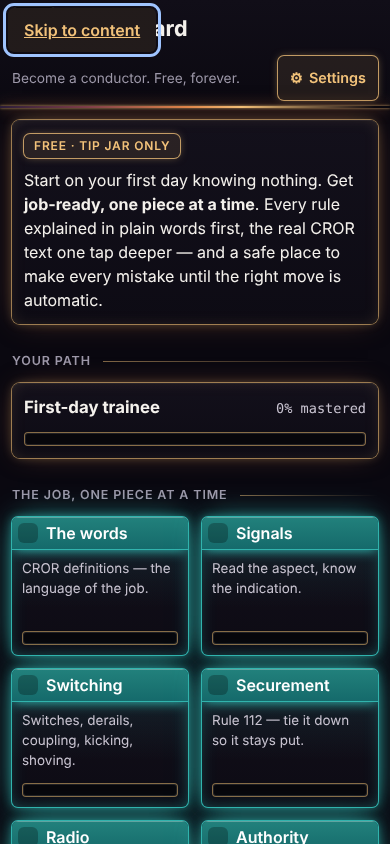 Skip to content
ard
Become a conductor. Free, forever.
⚙ Settings
FREE · TIP JAR ONLY
Start on your first day knowing nothing. Get
job-ready, one piece at a time. Every rule
explained in plain words first, the real CROR
text one tap deeper — and a safe place to
make every mistake until the right move is
automatic.
YOUR PATH
First-day trainee
0% mastered
THE JOB, ONE PIECE AT A TIME
The words
CROR definitions — the
language of the job.
Signals
Read the aspect, know
the indication.
Switching
Switches, derails,
coupling, kicking,
shoving.
Securement
Rule 112 — tie it down
so it stays put.
Radio
Authority